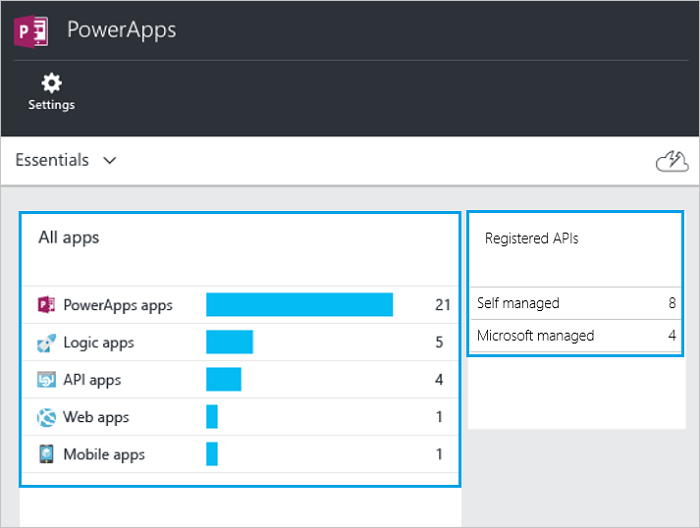 PowerApps
Settings
Essentials
All apps
PowerApps apps 21
Logic apps 5
API apps 4
Web apps 1
Mobile apps 1
Registered APIs
Self managed 8
Microsoft managed 4